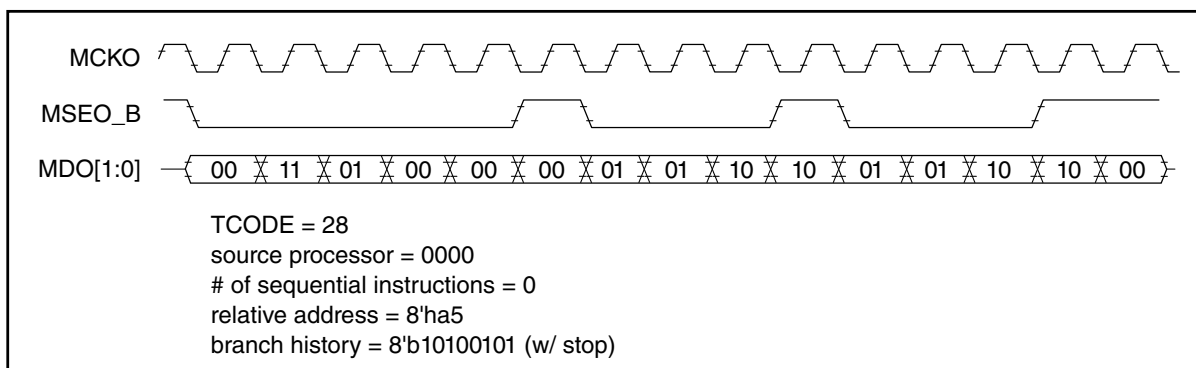 MCKO
MSEO_B
MDO[1:0] 00 11 01 00 00 00 01 01 10 10 01 01 10 10 00
TCODE = 28
source processor = 0000
# of sequential instructions = 0
relative address = 8'ha5
branch history = 8'b10100101 (w/ stop)